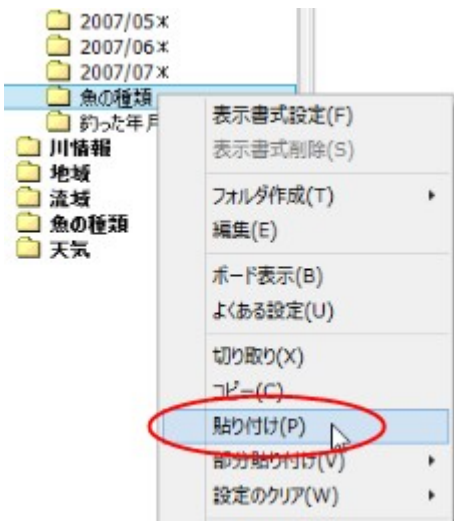 2007/05*
2007/06*
2007/07*
魚の種類
釣った年月
川情報
地域
流域
魚の種類
天気
表示書式設定(F)
表示書式削除(S)
フォルダ作成(T)
編集(E)
ボード表示(B)
よくある設定(U)
切り取り(X)
コピー(C)
貼り付け(P)
部分貼り付け(V)
設定のクリア(W)